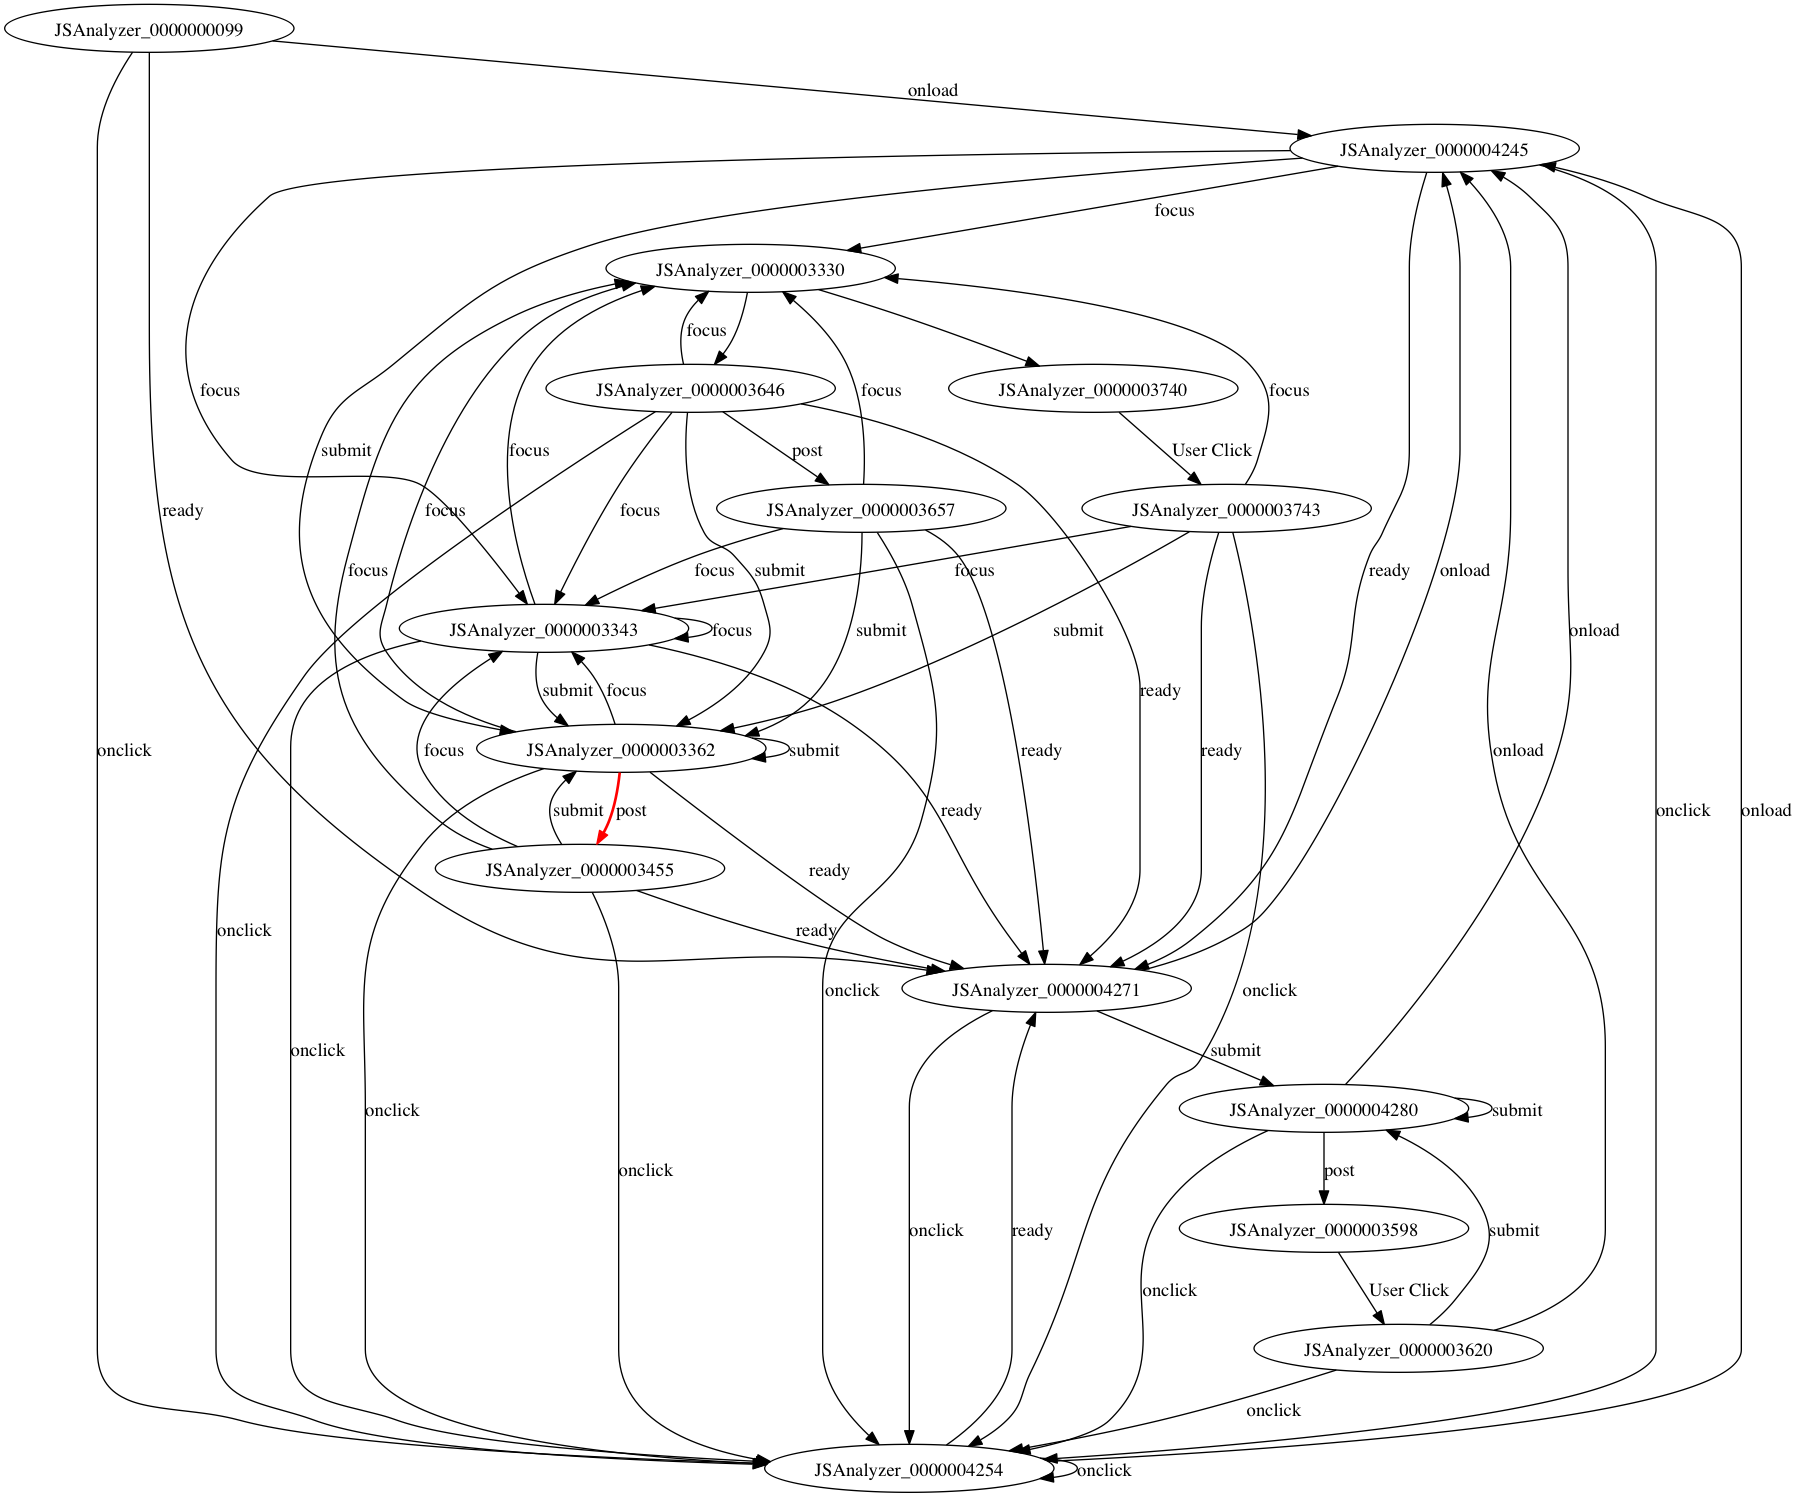 JSAnalyzer_0000000099
onload
JSAnalyzer_0000004245
focus
JSAnalyzer_0000003330
focus
JSAnalyzer_0000003646
JSAnalyzer_0000003740
focus
focus
focus
submit
focus
post
User Click
ready
focus
focus
JSAnalyzer_0000003657
JSAnalyzer_0000003743
focus
submit
focus
focus
ready
onload
JSAnalyzer_0000003343
focus
submit
submit
onload
submit
focus
ready
onclick
focus
JSAnalyzer_0000003362
submit
ready
ready
onload
submit
post
ready
onclick
onload
JSAnalyzer_0000003455
ready
onclick
ready
onclick
JSAnalyzer_0000004271
onclick
onclick
submit
onclick
JSAnalyzer_0000004280
submit
onclick
post
onclick
ready
JSAnalyzer_0000003598
submit
onclick
User Click
JSAnalyzer_0000003620
onclick
JSAnalyzer_0000004254
onclick